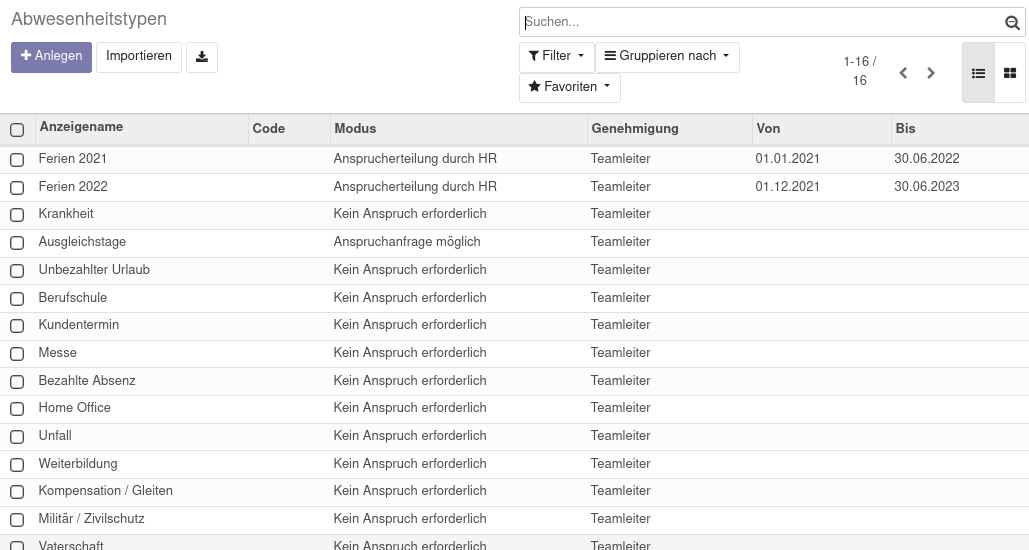 Abwesenheitstypen
Suchen...
Anlegen Importieren
Filter Gruppieren nach
Favoriten
1-16 /
16
Anzeigename Code Modus Genehmigung Von Bis
Ferien 2021 Ansprucherteilung durch HR Teamleiter 01.01.2021 30.06.2022
Ferien 2022 Ansprucherteilung durch HR Teamleiter 01.12.2021 30.06.2023
Krankheit Kein Anspruch erforderlich Teamleiter
Ausgleichstage Anspruchanfrage möglich Teamleiter
Unbezahlter Urlaub Kein Anspruch erforderlich Teamleiter
Berufschule Kein Anspruch erforderlich Teamleiter
Kundentermin Kein Anspruch erforderlich Teamleiter
Messe Kein Anspruch erforderlich Teamleiter
Bezahlte Absenz Kein Anspruch erforderlich Teamleiter
Home Office Kein Anspruch erforderlich Teamleiter
Unfall Kein Anspruch erforderlich Teamleiter
Weiterbildung Kein Anspruch erforderlich Teamleiter
Kompensation / Gleiten Kein Anspruch erforderlich Teamleiter
Militär / Zivilschutz Kein Anspruch erforderlich Teamleiter
Vaterschaft Kein Anspruch erforderlich Teamleiter